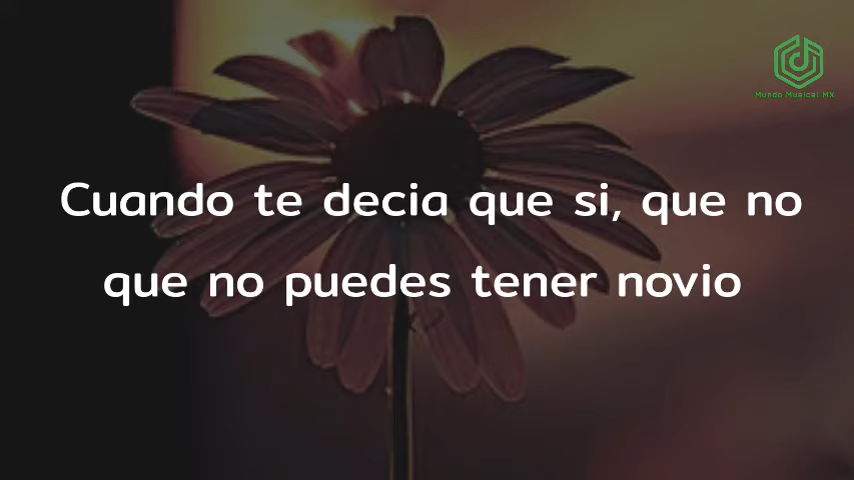 Mundo Musical MX
Cuando te decia que si, que no
que no puedes tener novio